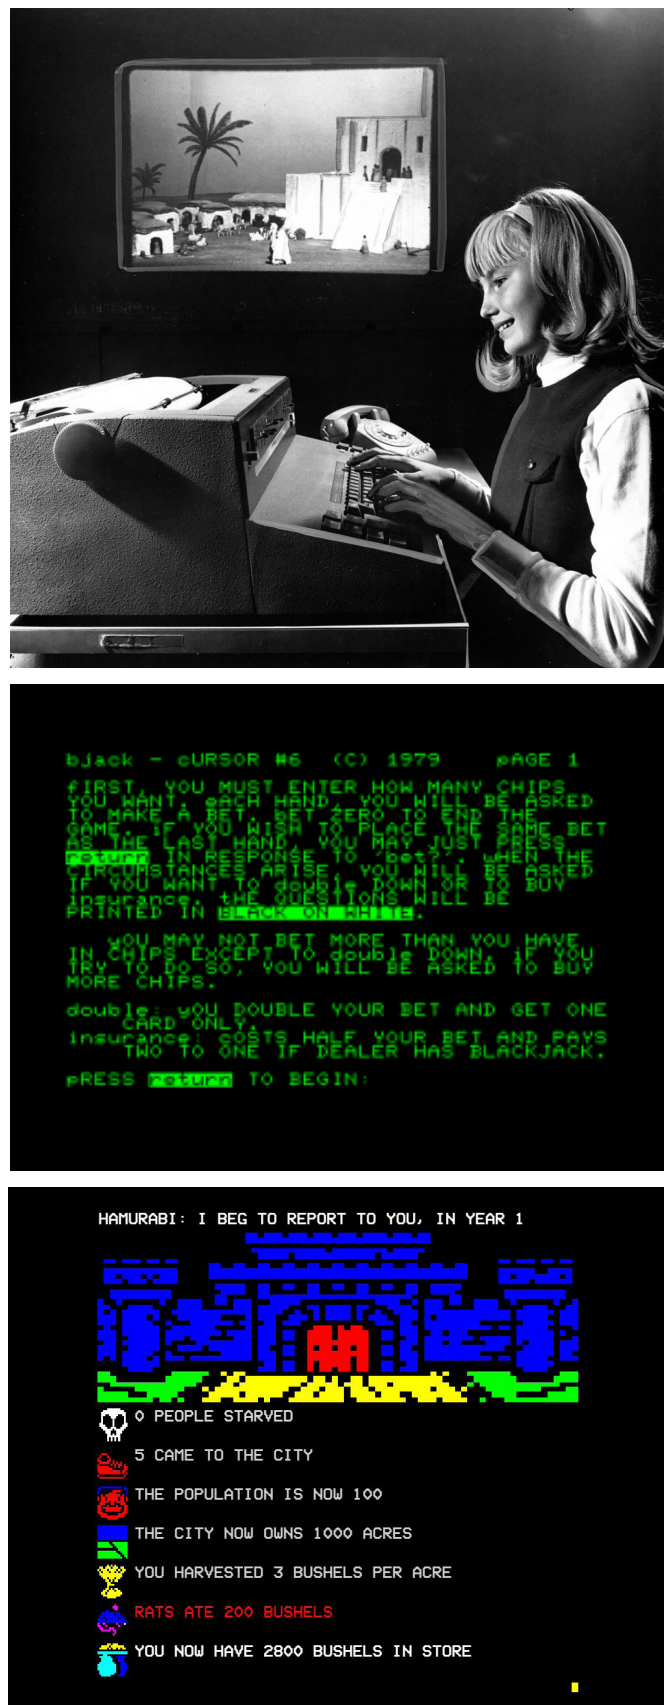 bjack - cURSOR #6 (C) 1979 pAGE 1
fIRST, YOU MUST ENTER HOW MANY CHIPS
YOU WANT. eACH HAND, YOU WILL BE ASKED
TO MAKE A BET. bET ZERO TO END THE
GAME. iF YOU WISH TO PLACE THE SAME BET
AS THE LAST HAND, YOU MAY JUST PRESS
return IN RESPONSE TO 'bet?'. wHEN THE
CIRCUMSTANCES ARISE, YOU WILL BE ASKED
IF YOU WANT TO double DOWN OR TO BUY
insurance. tHE QUESTIONS WILL BE
PRINTED IN BLACK ON WHITE.
yOU MAY NOT BET MORE THAN YOU HAVE
IN CHIPS EXCEPT TO double DOWN. iF YOU
TRY TO DO SO, YOU WILL BE ASKED TO BUY
MORE CHIPS.
double: yOU DOUBLE YOUR BET AND GET ONE
CARD ONLY.
insurance: cOSTS HALF YOUR BET AND PAYS
TWO TO ONE IF DEALER HAS BLACKJACK.
pRESS return TO BEGIN:
HAMURABI: I BEG TO REPORT TO YOU, IN YEAR 1
0 PEOPLE STARVED
5 CAME TO THE CITY
THE POPULATION IS NOW 100
THE CITY NOW OWNS 1000 ACRES
YOU HARVESTED 3 BUSHELS PER ACRE
RATS ATE 200 BUSHELS
YOU NOW HAVE 2800 BUSHELS IN STORE